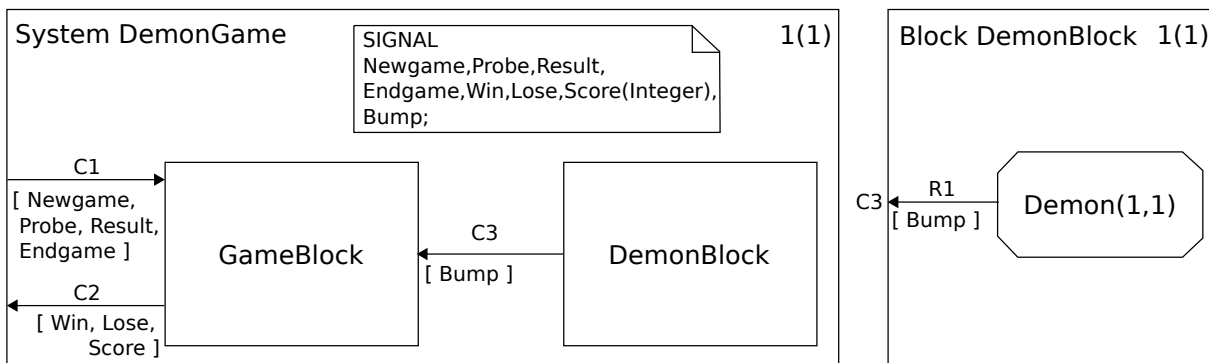 System DemonGame
1(1)
SIGNAL
Newgame,Probe,Result,
Endgame,Win,Lose,Score(Integer),
Bump;
C1
[ Newgame,
Probe, Result,
Endgame ]
C2
[ Win, Lose,
Score ]
GameBlock
C3
[ Bump ]
DemonBlock
Block DemonBlock 1(1)
C3
R1
[ Bump ]
Demon(1,1)